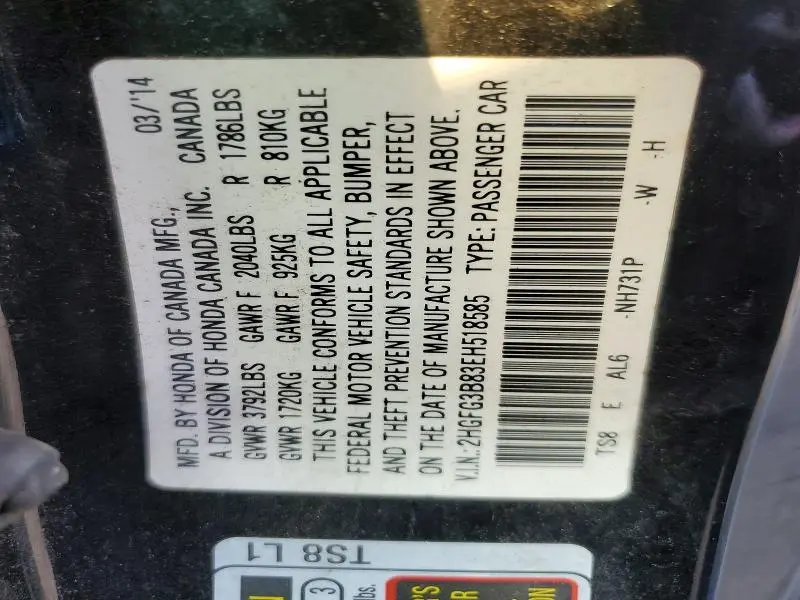 MFD. BY HONDA OF CANADA MFG., 03/'14
A DIVISION OF HONDA CANADA INC. CANADA
GVWR 3792LBS GAWR F 2040LBS R 1786LBS
GVWR 1720KG GAWR F 925KG R 810KG
THIS VEHICLE CONFORMS TO ALL APPLICABLE
FEDERAL MOTOR VEHICLE SAFETY, BUMPER,
AND THEFT PREVENTION STANDARDS IN EFFECT
ON THE DATE OF MANUFACTURE SHOWN ABOVE.
V.I.N.: 2HGFG3B83EH518585 TYPE: PASSENGER CAR
TS8 E AL6 -NH731P -W -H
TS8 L1
3
lbs.